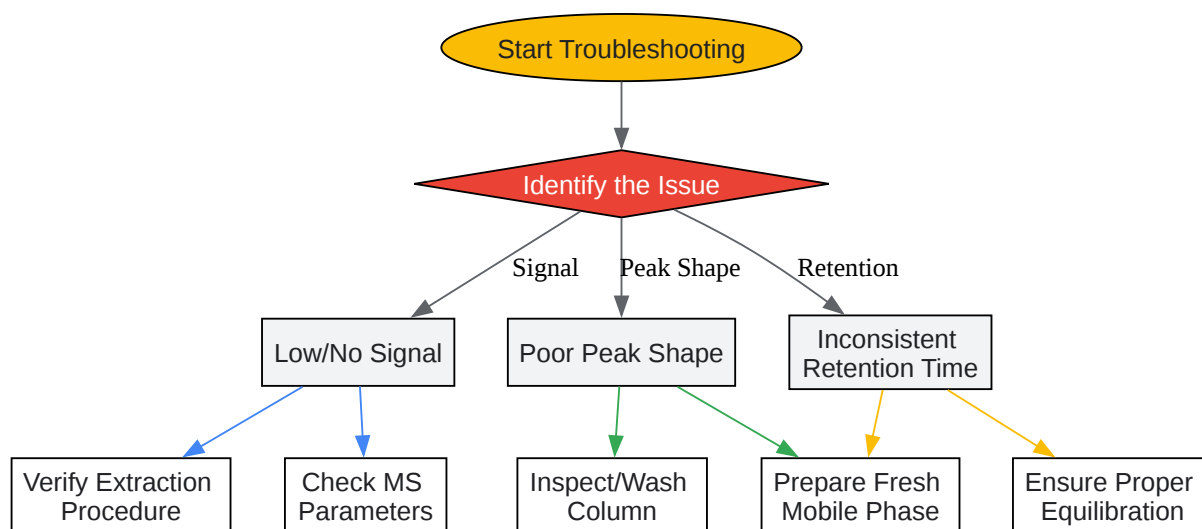 Start Troubleshooting
Identify the Issue
Signal
Peak Shape
Retention
Low/No Signal
Poor Peak Shape
Inconsistent
Retention Time
Verify Extraction
Procedure
Check MS
Parameters
Inspect/Wash
Column
Prepare Fresh
Mobile Phase
Ensure Proper
Equilibration